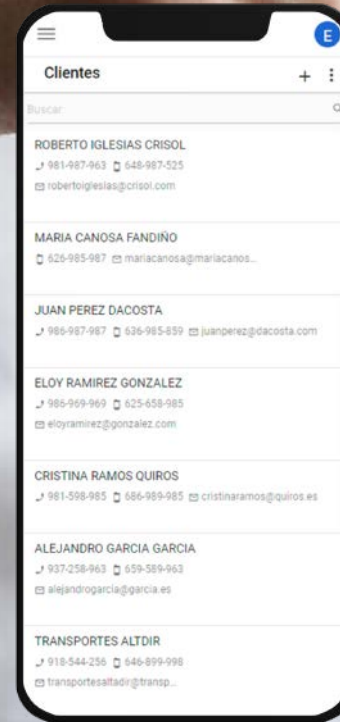 E
Clientes
Buscar
ROBERTO IGLESIAS CRISOL
981-987-963 648-987-525
robertoiglesias@crisol.com
MARIA CANOSA FANDIÑO
626-985-987 mariacanosa@mariacanos...
JUAN PEREZ DACOSTA
986-987-987 636-985-859 juanperez@dacosta.com
ELOY RAMIREZ GONZALEZ
986-969-969 625-658-985
eloyramirez@gonzalez.com
CRISTINA RAMOS QUIROS
981-598-985 686-989-985 cristinaramos@quiros.es
ALEJANDRO GARCIA GARCIA
937-258-963 659-589-963
alejandrogarcia@garcia.es
TRANSPORTES ALTDIR
918-544-256 646-899-998
transportesaltadir@transp...